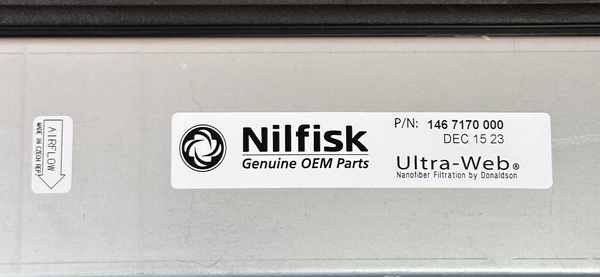 AIRFLOW
MADE IN CZECH REP.
Nilfisk
Genuine OEM Parts
P/N: 146 7170 000
DEC 15 23
Ultra-Web®
Nanofiber Filtration by Donaldson